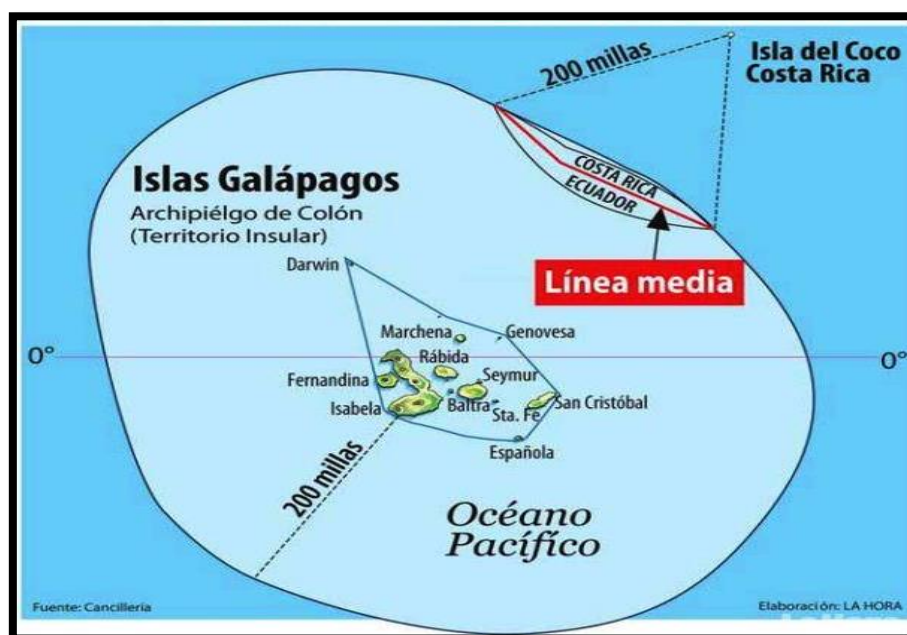 200 millas
Isla del Coco
Costa Rica
Islas Galápagos
Archipiélgo de Colón
(Territorio Insular)
COSTA RICA
ECUADOR
Línea media
Darwin
Marchena
Genovesa
0°
0°
Rábida
Fernandina
Seymur
Isabela
Baltra
Sta. Fe
San Cristóbal
Española
200 millas
Océano
Pacífico
Fuente: Cancillería
Elaboración: LA HORA